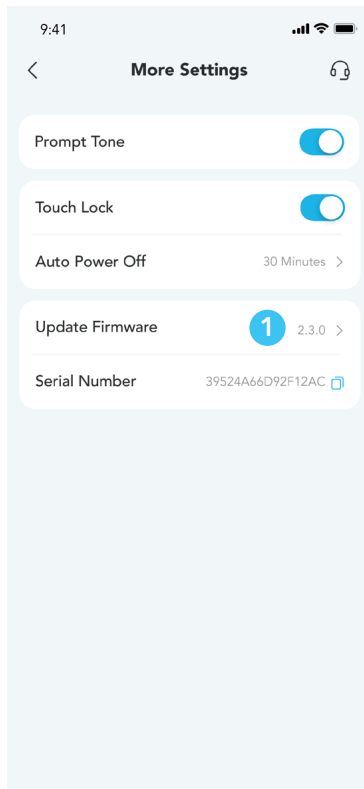 9:41
More Settings
Prompt Tone
Touch Lock
Auto Power Off 30 Minutes
Update Firmware 1 2.3.0
Serial Number 39524A66D92F12AC